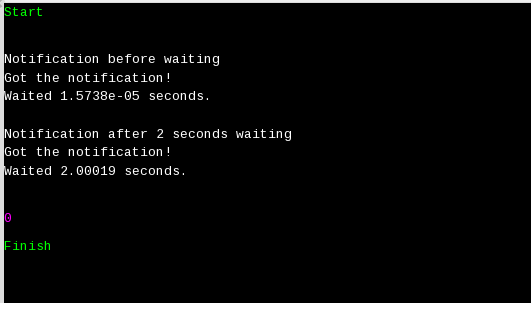 Start
Notification before waiting
Got the notification!
Waited 1.5738e-05 seconds.
Notification after 2 seconds waiting
Got the notification!
Waited 2.00019 seconds.
0
Finish